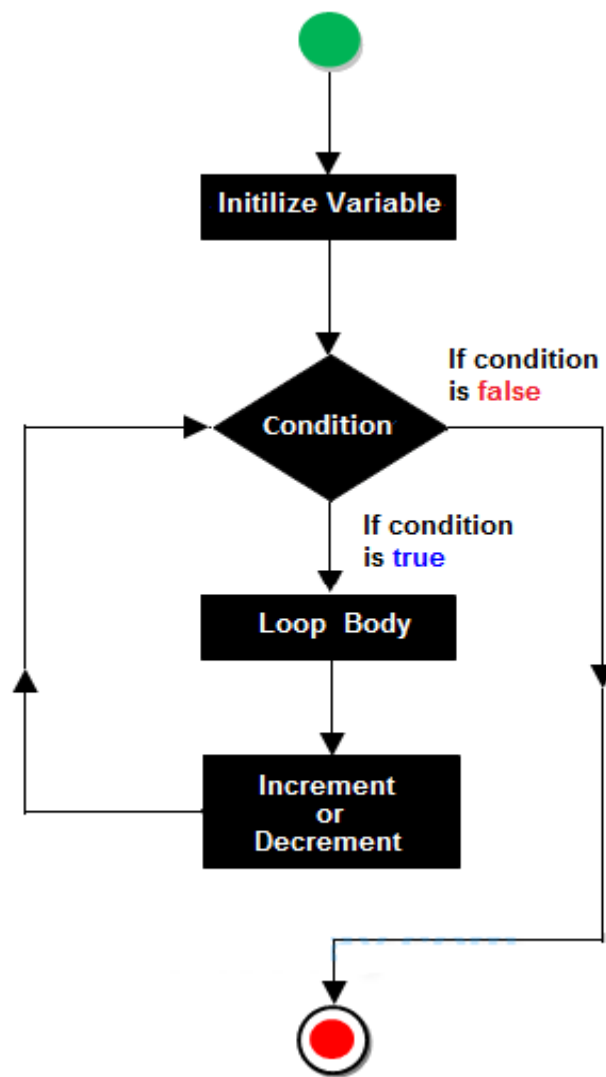 Initilize Variable
If condition
is false
Condition
If condition
is true
Loop Body
Increment
or
Decrement